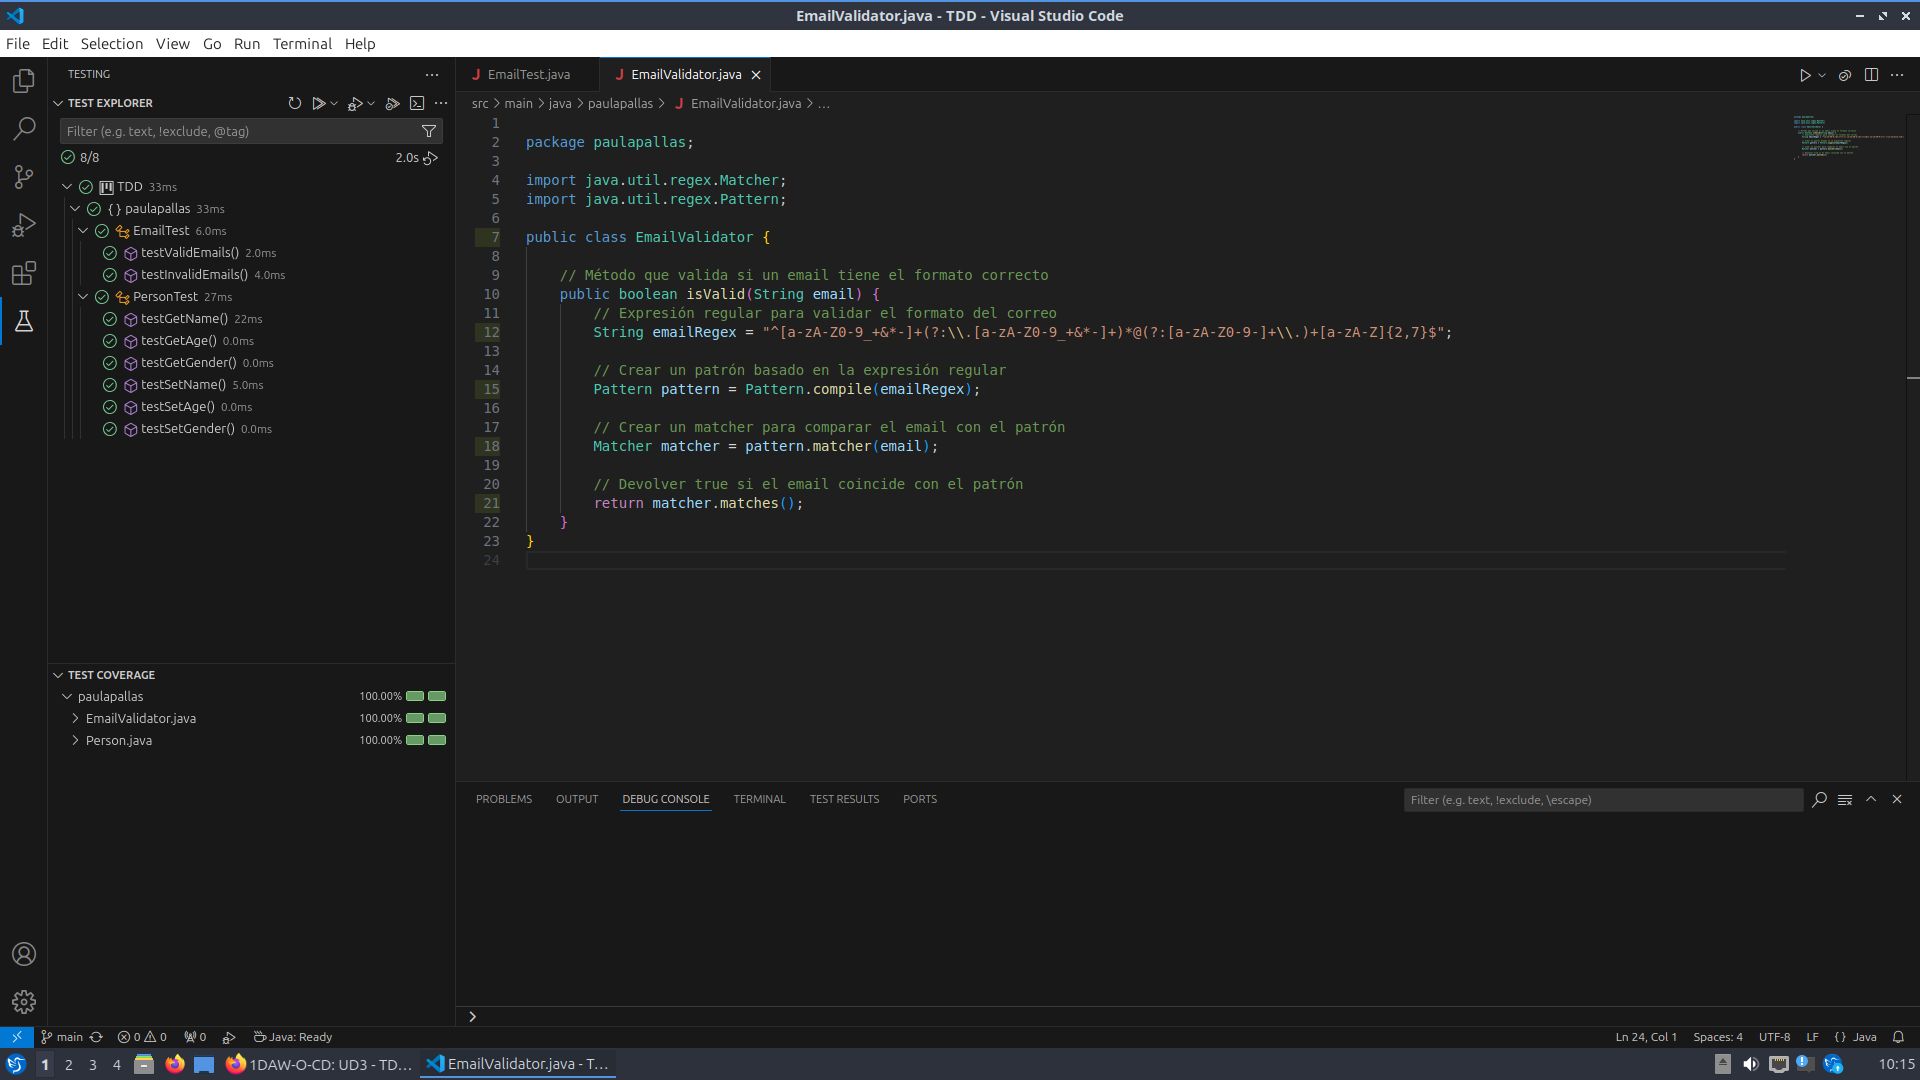 EmailValidator.java - TDD - Visual Studio Code
File Edit Selection View Go Run Terminal Help
TESTING
TEST EXPLORER
Filter (e.g. text, !exclude, @tag)
8/8 2.0s
TDD 33ms
{ } paulapallas 33ms
EmailTest 6.0ms
testValidEmails() 2.0ms
testInvalidEmails() 4.0ms
PersonTest 27ms
testGetName() 22ms
testGetAge() 0.0ms
testGetGender() 0.0ms
testSetName() 5.0ms
testSetAge() 0.0ms
testSetGender() 0.0ms
TEST COVERAGE
paulapallas 100.00%
EmailValidator.java 100.00%
Person.java 100.00%
J EmailTest.java J EmailValidator.java
src > main > java > paulapallas > J EmailValidator.java > ...
1
2 package paulapallas;
3
4 import java.util.regex.Matcher;
5 import java.util.regex.Pattern;
6
7 public class EmailValidator {
8
9 // Método que valida si un email tiene el formato correcto
10 public boolean isValid(String email) {
11 // Expresión regular para validar el formato del correo
12 String emailRegex = "^[a-zA-Z0-9_+&*-]+(?:\\.[a-zA-Z0-9_+&*-]+)*@(?:[a-zA-Z0-9-]+\\.)+[a-zA-Z]{2,7}$";
13
14 // Crear un patrón basado en la expresión regular
15 Pattern pattern = Pattern.compile(emailRegex);
16
17 // Crear un matcher para comparar el email con el patrón
18 Matcher matcher = pattern.matcher(email);
19
20 // Devolver true si el email coincide con el patrón
21 return matcher.matches();
22 }
23 }
24
PROBLEMS OUTPUT DEBUG CONSOLE TERMINAL TEST RESULTS PORTS
Filter (e.g. text, !exclude, \escape)
>
main 0 0 0 Java: Ready Ln 24, Col 1 Spaces: 4 UTF-8 LF { } Java
1 2 3 4 1DAW-O-CD: UD3 - TD... EmailValidator.java - T... 10:15